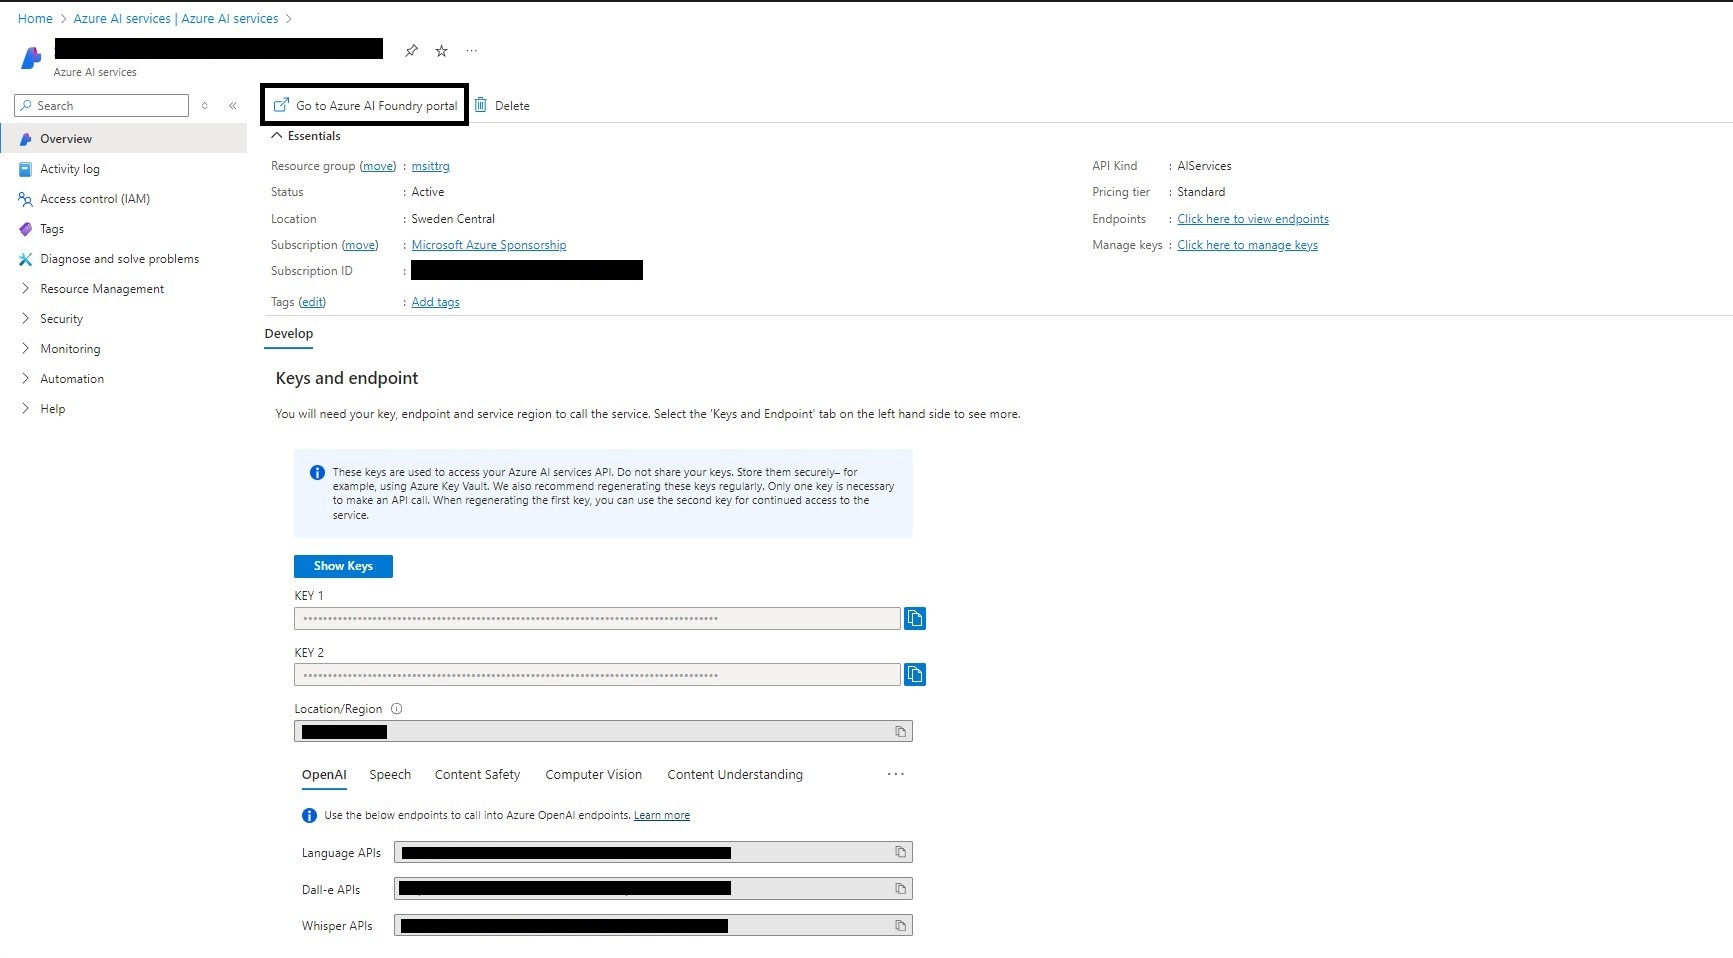 Home > Azure AI services | Azure AI services >
...
Azure AI services
Search
«
Go to Azure AI Foundry portal
Delete
Overview
Activity log
Access control (IAM)
Tags
Diagnose and solve problems
Resource Management
Security
Monitoring
Automation
Help
Essentials
Resource group (move) : msittrg
Status : Active
Location : Sweden Central
Subscription (move) : Microsoft Azure Sponsorship
Subscription ID :
Tags (edit) : Add tags
API Kind : AIServices
Pricing tier : Standard
Endpoints : Click here to view endpoints
Manage keys : Click here to manage keys
Develop
Keys and endpoint
You will need your key, endpoint and service region to call the service. Select the 'Keys and Endpoint' tab on the left hand side to see more.
These keys are used to access your Azure AI services API. Do not share your keys. Store them securely– for
example, using Azure Key Vault. We also recommend regenerating these keys regularly. Only one key is necessary
to make an API call. When regenerating the first key, you can use the second key for continued access to the
service.
Show Keys
KEY 1
KEY 2
Location/Region
OpenAI Speech Content Safety Computer Vision Content Understanding ...
Use the below endpoints to call into Azure OpenAI endpoints. Learn more
Language APIs
Dall-e APIs
Whisper APIs